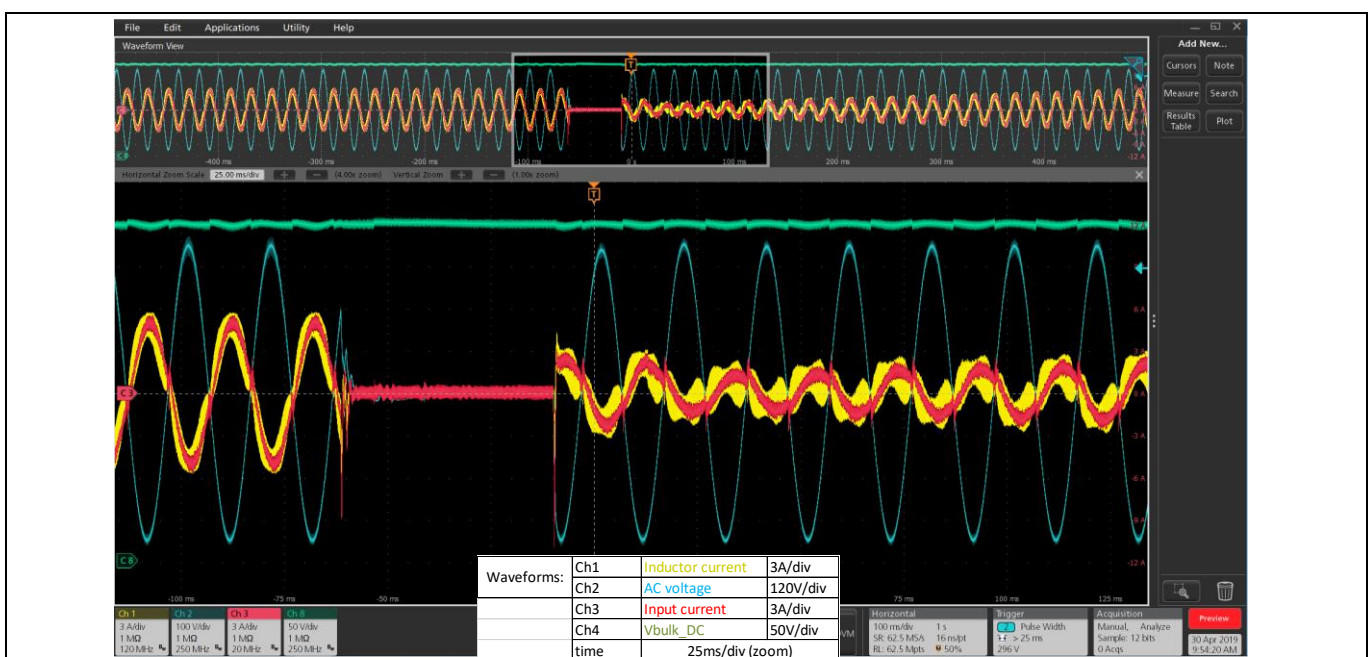 File Edit Applications Utility Help
Waveform View
Add New...
Cursors Note
Measure Search
Results Table Plot
T
C 3
C 8
-12 A
-400 ms -300 ms -200 ms -100 ms 0 s 100 ms 200 ms 300 ms 400 ms
Horizontal Zoom Scale 25.00 ms/div (4.00x zoom) Vertical Zoom (1.00x zoom)
T
12 A
6 A
3 A
C 3
0 A
-3 A
-6 A
-9 A
C 8
-12 A
-100 ms -75 ms -50 ms 75 ms 100 ms 125 ms
Waveforms:
Ch1 Inductor current 3A/div
Ch2 AC voltage 120V/div
Ch3 Input current 3A/div
Ch4 Vbulk_DC 50V/div
time 25ms/div (zoom)
Ch 1
3 A/div
1 MΩ
120 MHz
Ch 2
100 V/div
1 MΩ
250 MHz
Ch 3
3 A/div
1 MΩ
20 MHz
Ch 8
50 V/div
1 MΩ
250 MHz
Horizontal
100 ms/div 1 s
SR: 62.5 MS/s 16 ns/pt
RL: 62.5 Mpts 50%
Trigger
2 Pulse Width
> 25 ms
296 V
Acquisition
Manual, Analyze
Sample: 12 bits
0 Acqs
Preview
30 Apr 2019
9:54:20 AM